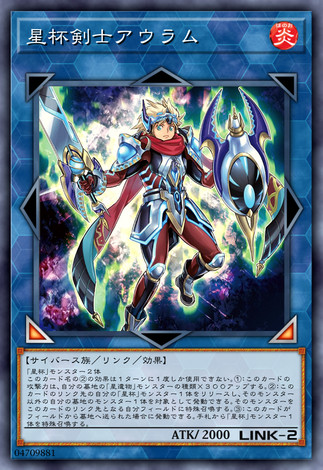 星杯剣士アウラム
炎
【サイバース族/リンク/効果】
「星杯」モンスター2体
このカード名の②の効果は1ターンに1度しか使用できない。①:このカードの
攻撃力は、自分の墓地の「星遺物」モンスターの種類×300アップする。②:このカ
ードのリンク先の自分の「星杯」モンスター1体をリリースし、そのモンスター
以外の自分の墓地の「星杯」モンスター1体を対象として発動できる。そのモンスターを
このカードのリンク先となる自分フィールドに特殊召喚する。③:このカードが
フィールドから墓地へ送られた場合に発動できる。手札から「星杯」モンスター1
体を特殊召喚する。
ATK/2000 LINK-2
04709881